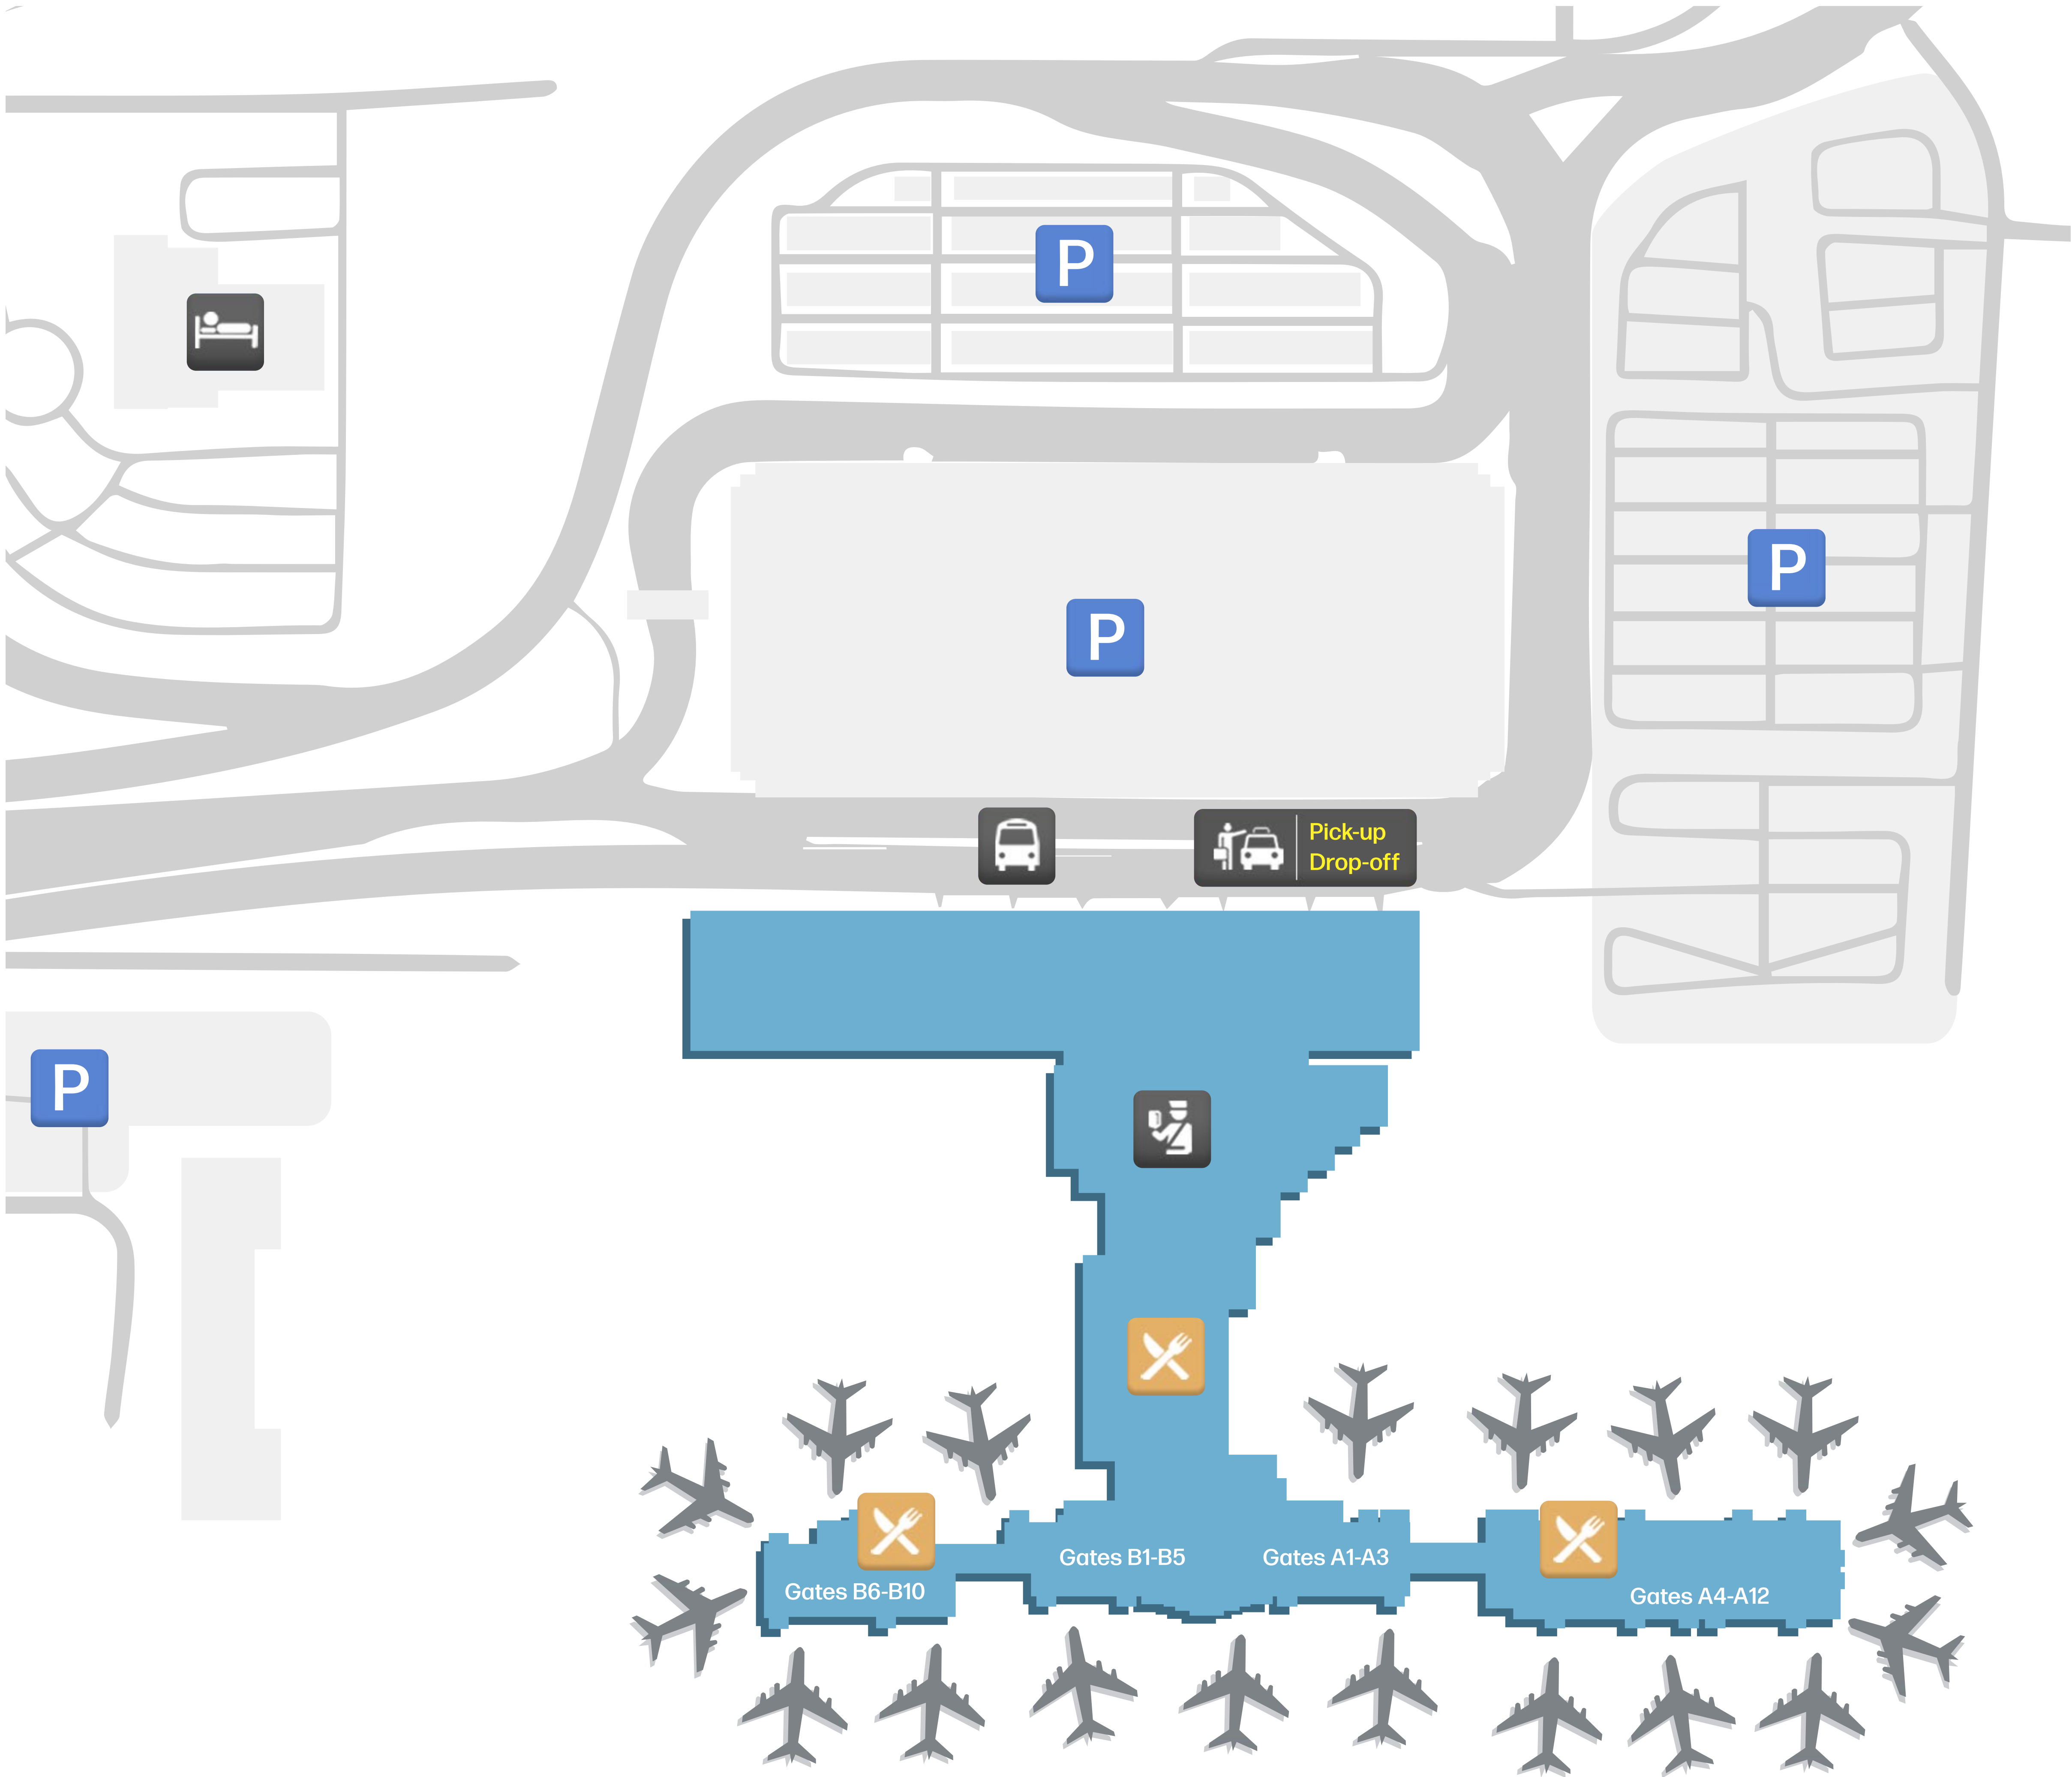 P
P
P
Pick-up
Drop-off
P
Gates B1-B5
Gates A1-A3
Gates B6-B10
Gates A4-A12